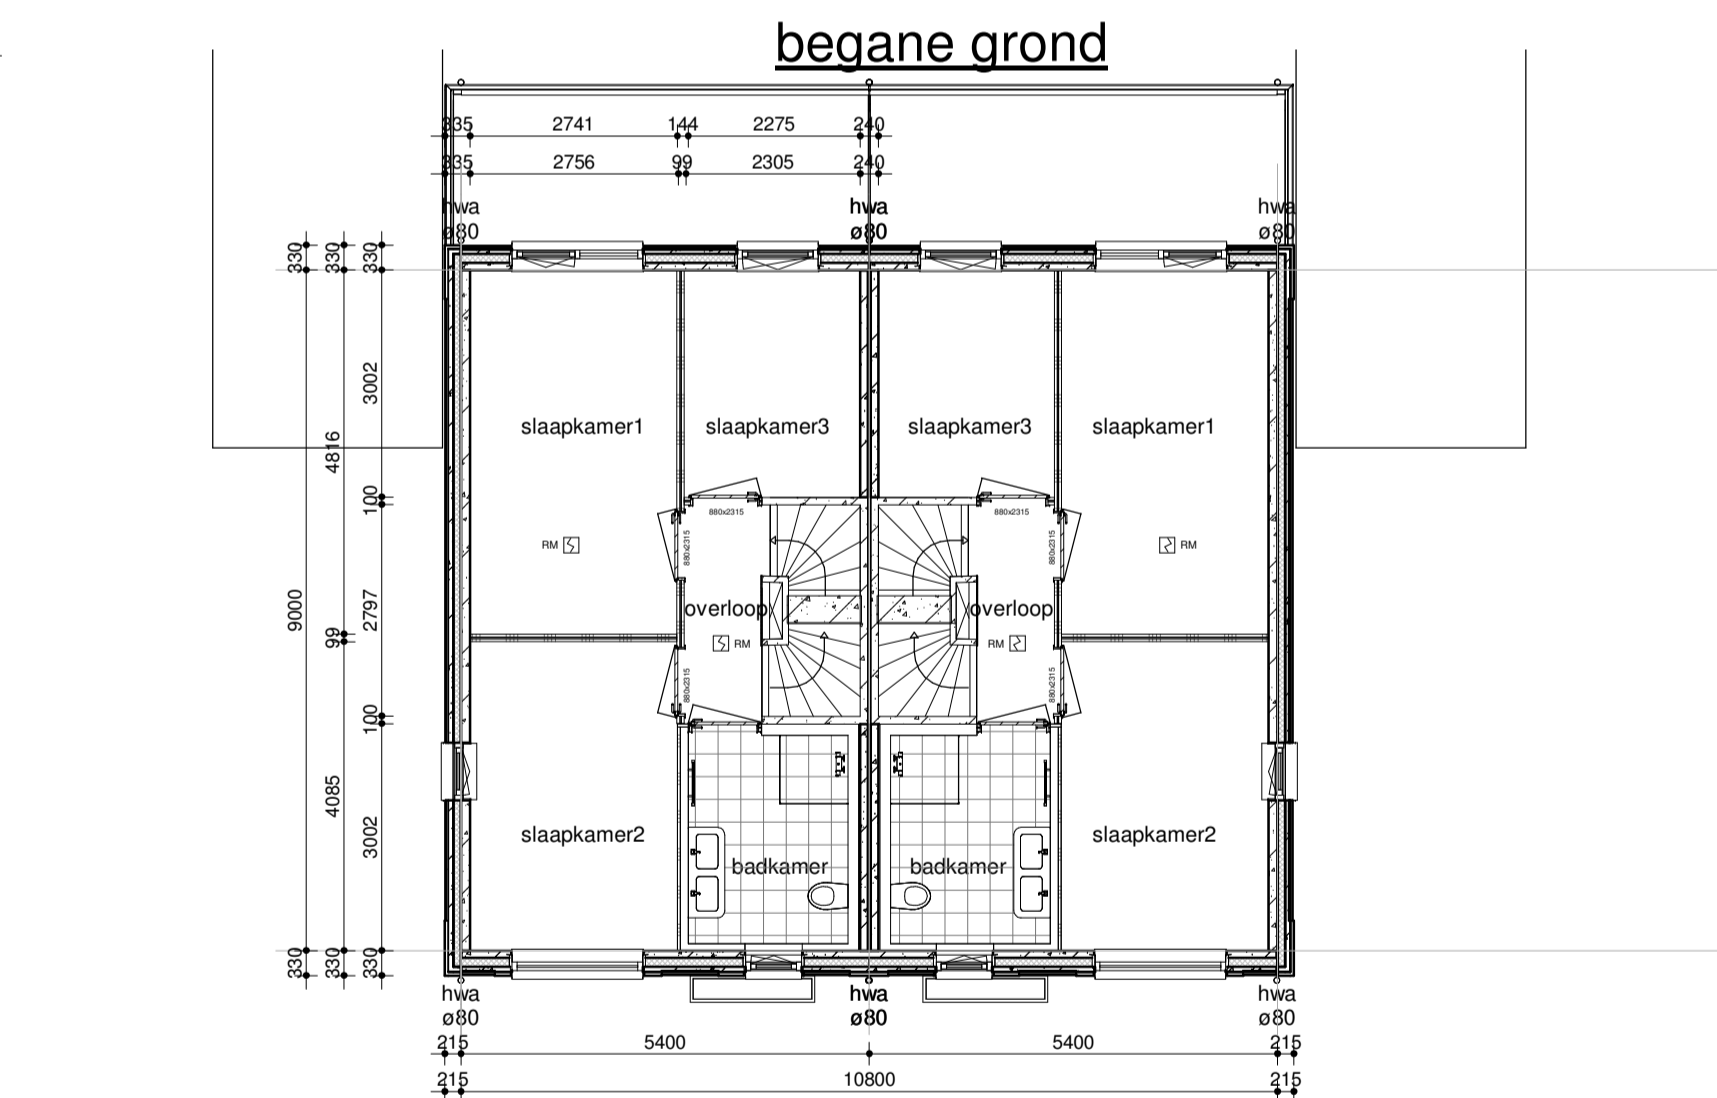 begane grond
335 2741 144 2275 240
335 2756 99 2305 240
hwa hwa hwa
ø80 ø80 ø80
330 330 330
3002
slaapkamer1 slaapkamer3 slaapkamer3 slaapkamer1
4816
100
880x2315 880x2315
RM 880x2315 880x2315 RM
9000 2797 overloop overloop
99
RM RM
880x2315 880x2315
100
4085
3002 slaapkamer2 slaapkamer2
badkamer badkamer
330 330 330
hwa hwa hwa
ø80 ø80 ø80
215 5400 5400 215
215 10800 215